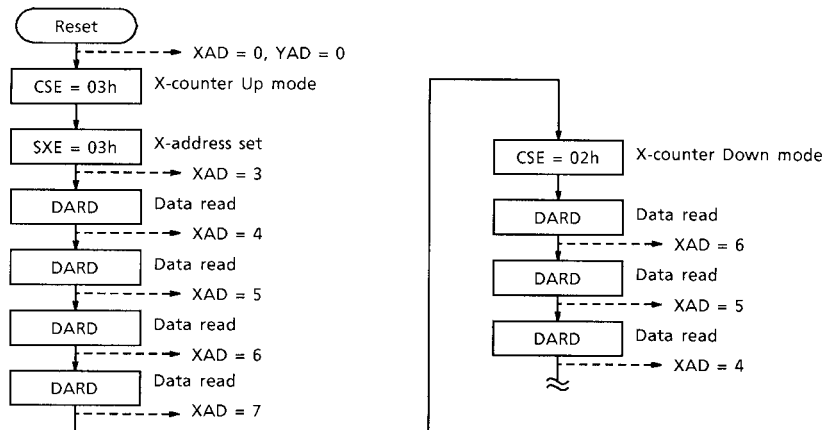 Reset
XAD = 0, YAD = 0
CSE = 03h X-counter Up mode
SXE = 03h X-address set
XAD = 3
DARD Data read
XAD = 4
DARD Data read
XAD = 5
DARD Data read
XAD = 6
DARD Data read
XAD = 7
CSE = 02h X-counter Down mode
DARD Data read
XAD = 6
DARD Data read
XAD = 5
DARD Data read
XAD = 4